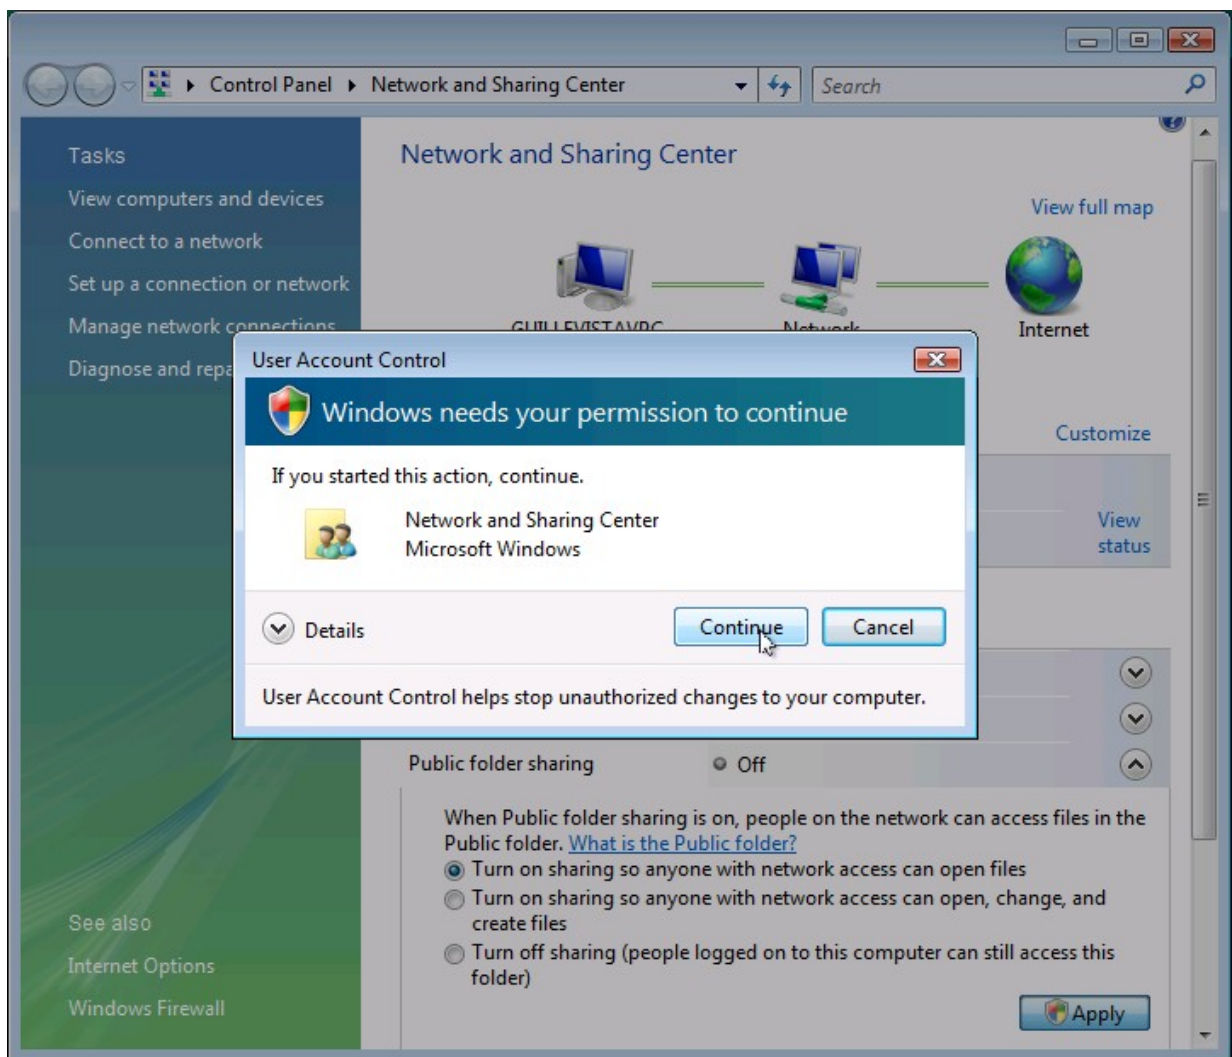 Control Panel Network and Sharing Center
Search
Tasks
View computers and devices
Connect to a network
Set up a connection or network
Manage network connections
Diagnose and repa
Network and Sharing Center
View full map
GUILLEVISTAVPC
Network
Internet
Customize
View
status
User Account Control
Windows needs your permission to continue
If you started this action, continue.
Network and Sharing Center
Microsoft Windows
Details
Continue
Cancel
User Account Control helps stop unauthorized changes to your computer.
Public folder sharing
Off
When Public folder sharing is on, people on the network can access files in the
Public folder. What is the Public folder?
Turn on sharing so anyone with network access can open files
Turn on sharing so anyone with network access can open, change, and
create files
Turn off sharing (people logged on to this computer can still access this
folder)
Apply
See also
Internet Options
Windows Firewall